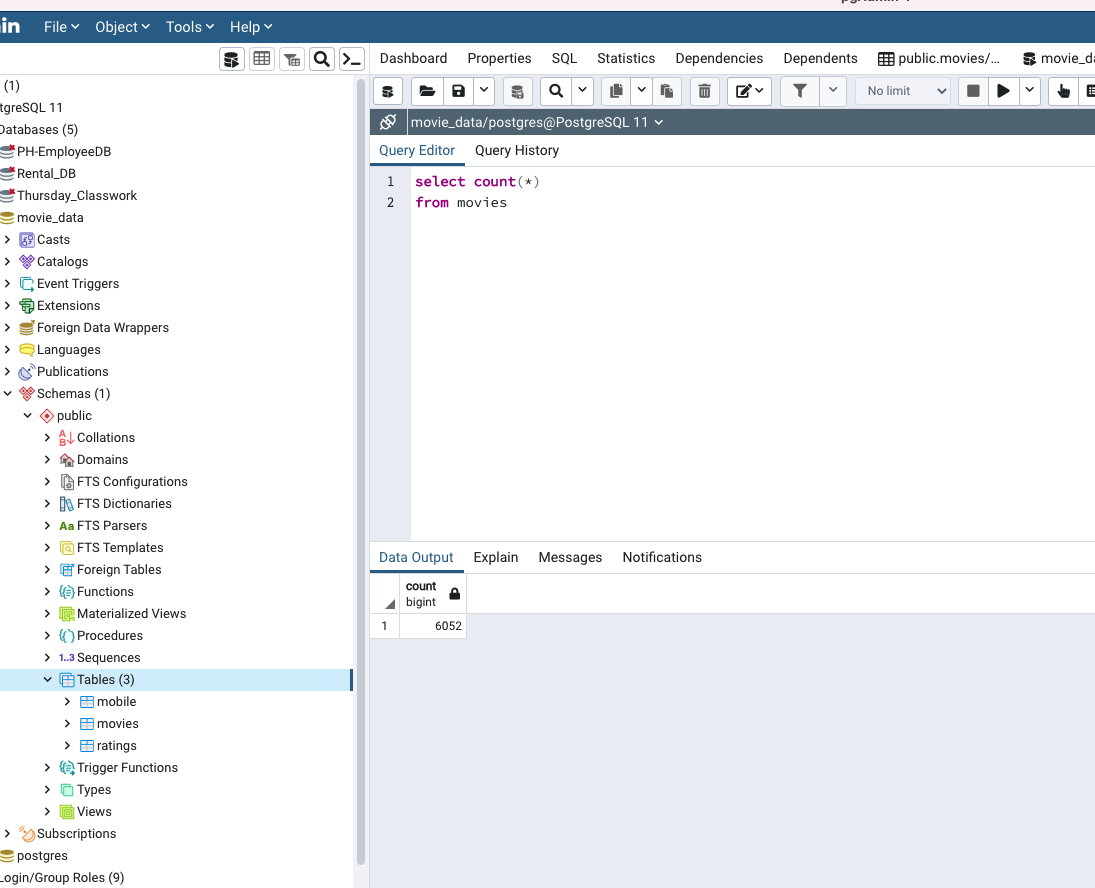 in File Object Tools Help
Dashboard Properties SQL Statistics Dependencies Dependents public.movies/... movie_da
No limit
movie_data/postgres@PostgreSQL 11
Query Editor Query History
1 select count(*)
2 from movies
Data Output Explain Messages Notifications
count
bigint
1 6052
(1)
tgreSQL 11
Databases (5)
PH-EmployeeDB
Rental_DB
Thursday_Classwork
movie_data
Casts
Catalogs
Event Triggers
Extensions
Foreign Data Wrappers
Languages
Publications
Schemas (1)
public
Collations
Domains
FTS Configurations
FTS Dictionaries
Aa FTS Parsers
FTS Templates
Foreign Tables
Functions
Materialized Views
Procedures
1..3 Sequences
Tables (3)
mobile
movies
ratings
Trigger Functions
Types
Views
Subscriptions
postgres
Login/Group Roles (9)